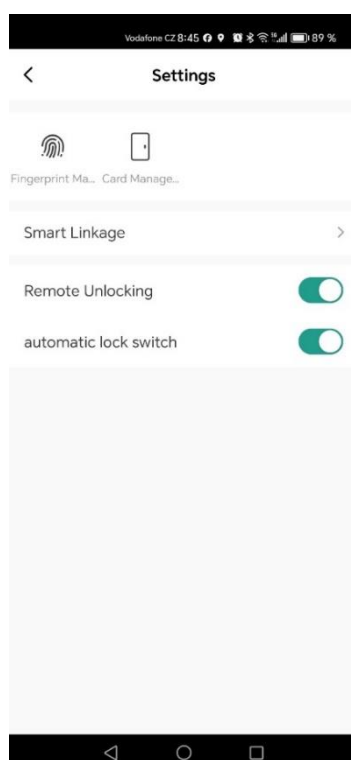 Vodafone CZ 8:45 89 %
Settings
Fingerprint Ma... Card Manage...
Smart Linkage
Remote Unlocking
automatic lock switch